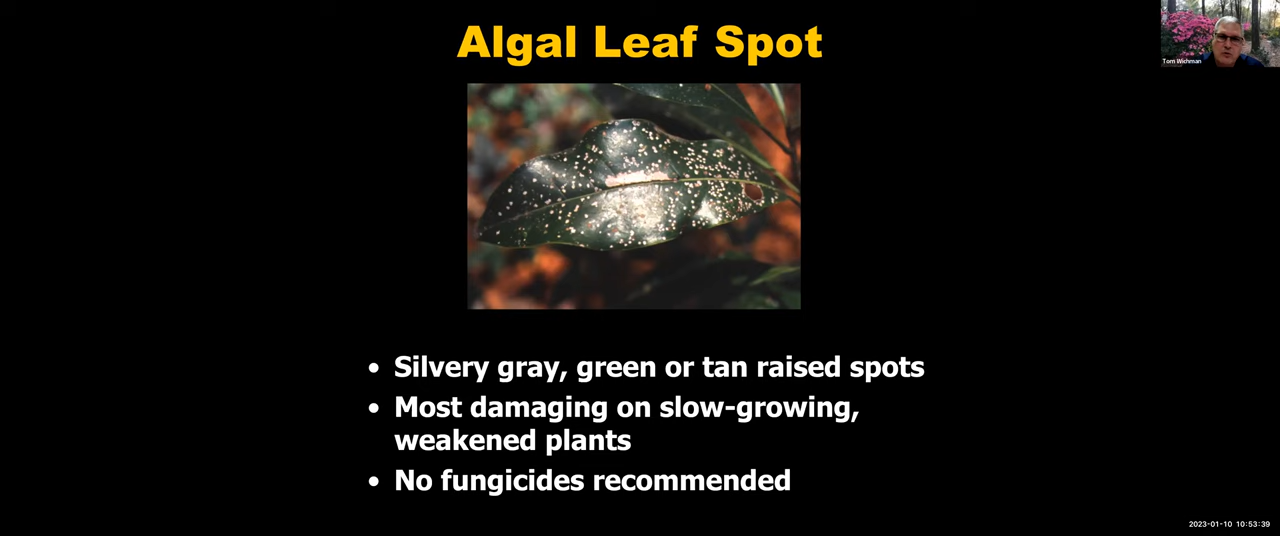 Algal Leaf Spot
Tom Wichman
• Silvery gray, green or tan raised spots
• Most damaging on slow-growing,
weakened plants
• No fungicides recommended
2023-01-10 10:53:39